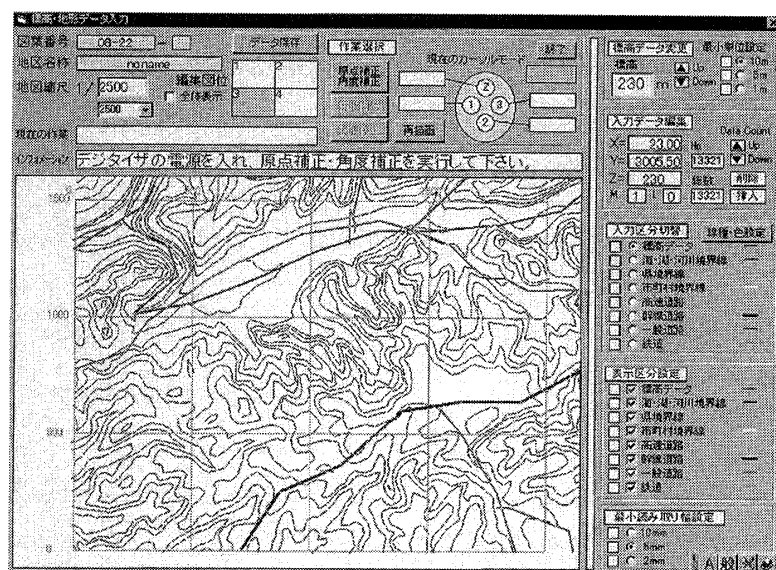 標高・地形データ入力
図葉番号 09-22 -
地区名称 noname
地図縮尺 1/ 2500
2500
編集図位
全体表示
データ保存
1 2
3 4
現在の作業
作業選択
原点補正
角度補正
再描画
現在のカーソルモード
終了
2
1 3
2
インフォメーション デジタイザの電源を入れ、原点補正・角度補正を実行して下さい。
1500
1000
500
0
標高データ変更
標高
230 m
Up
Down
最小単位設定
10m
5m
1m
入力データ編集
Data Count
X= 23.00 No Up
Y= 3005.50 13321 Down
Z= 230 総数 削除
M 1 L 0 13321 挿入
入力区分切替 線種・色設定
標高データ
道・湖・河川境界線
県境界線
市町村境界線
高速道路
幹線道路
一般道路
鉄道
表示区分設定
標高データ
道・湖・河川境界線
県境界線
市町村境界線
高速道路
幹線道路
一般道路
鉄道
最小読み取り幅設定
10mm
5mm
2mm
A 般